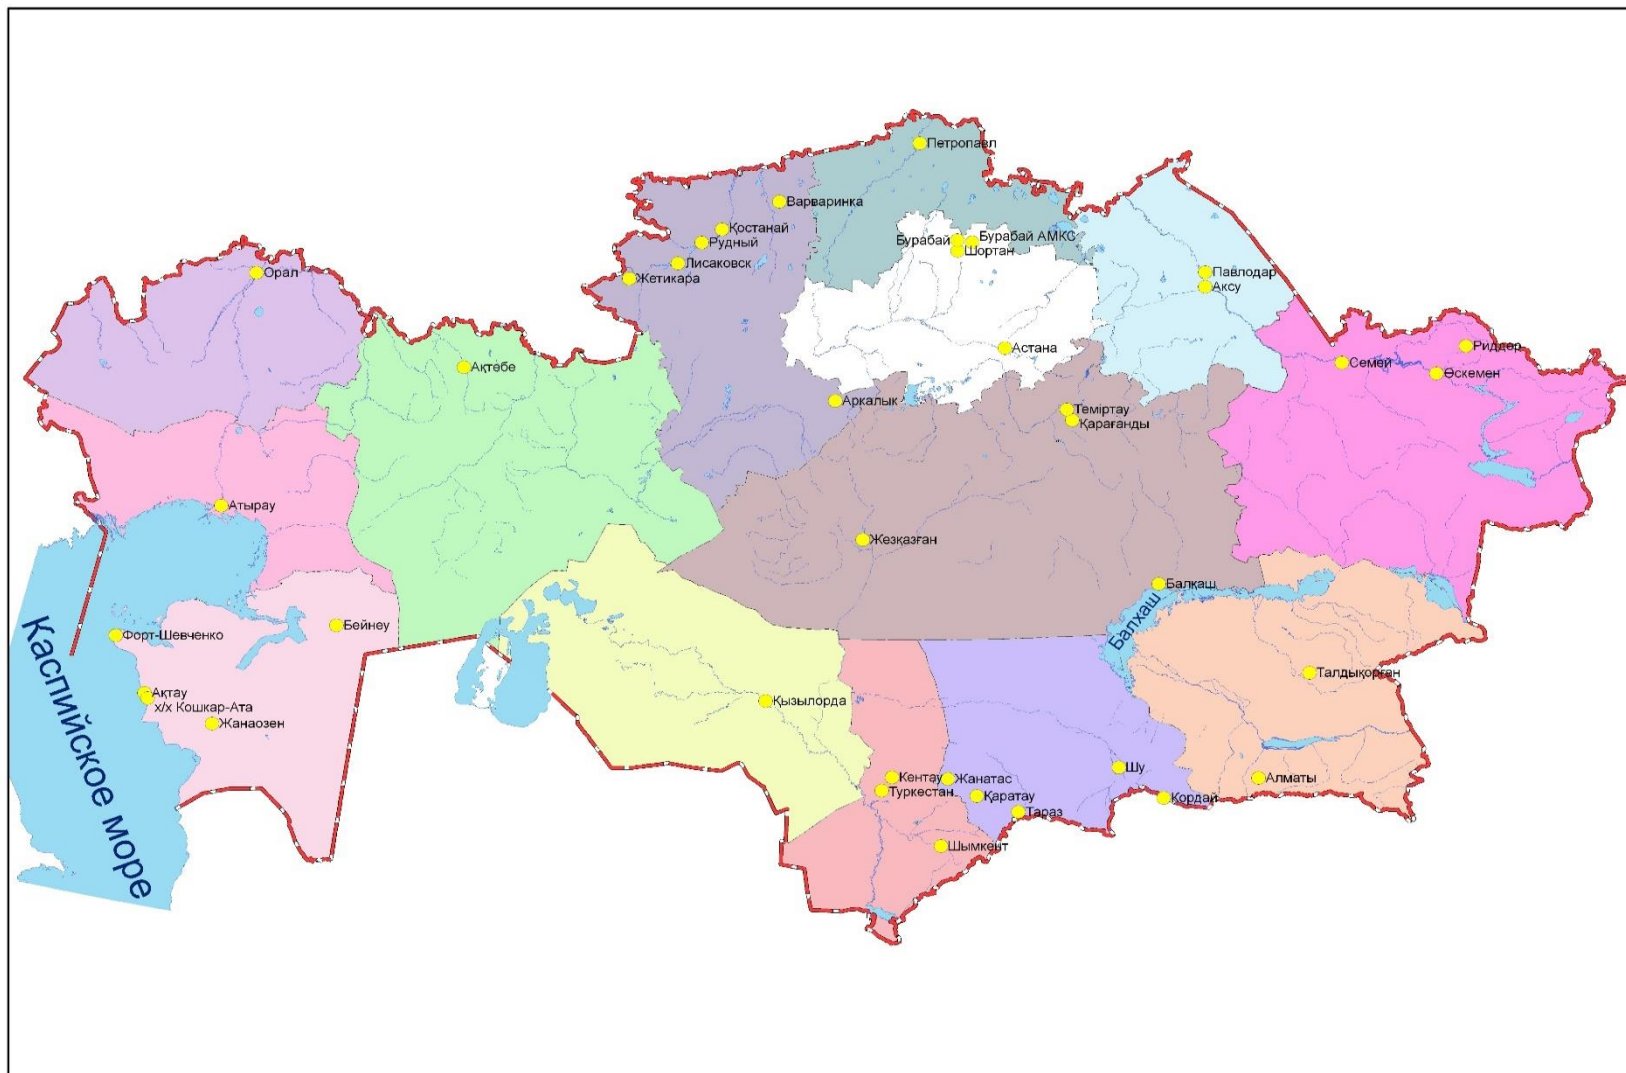 Петропавл
Варваринка
Қостанай
Рудный
Бурабай
Бурабай АМКС
Шортан
Лисаковск
Жетикара
Орал
Павлодар
Аксу
Астана
Риддер
Семей
Өскемен
Ақтөбе
Аркалык
Теміртау
Қарағанды
Атырау
Жезқазған
Балқаш
Балхаш
Бейнеу
Форт-Шевченко
Каспийское море
Талдықорған
Ақтау
х/х Кошкар-Ата
Қызылорда
Жанаозен
Шу
Кентау
Жанатас
Алматы
Туркестан
Қаратау
Қордай
Тараз
Шымкент